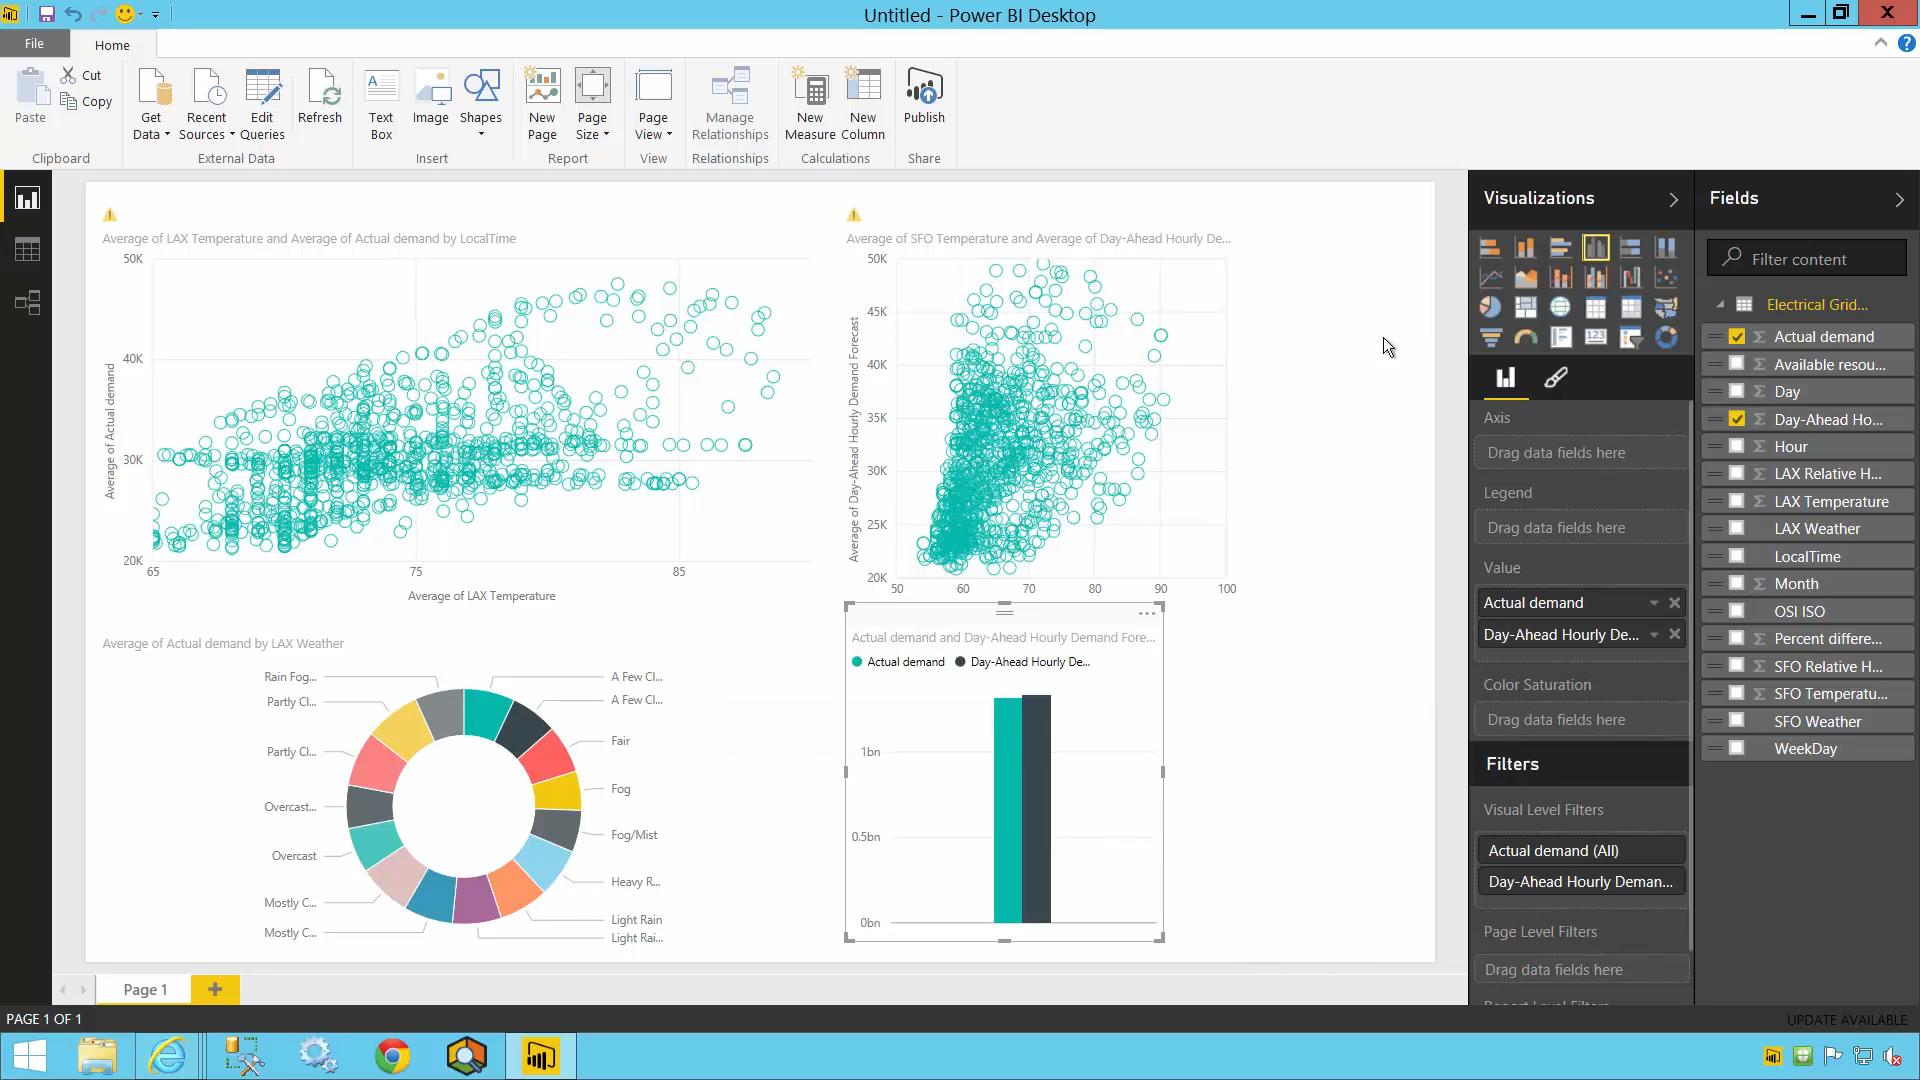 Untitled - Power BI Desktop
File
Home
Paste
Cut
Copy
Clipboard
Get Data
Recent Sources
Edit Queries
Refresh
External Data
Text Box
Image
Shapes
Insert
New Page
Page Size
Report
Page View
View
Manage Relationships
Relationships
New Measure
New Column
Calculations
Publish
Share
Average of LAX Temperature and Average of Actual demand by LocalTime
Average of Actual demand
50K
40K
30K
20K
65
75
85
Average of LAX Temperature
Average of SFO Temperature and Average of Day-Ahead Hourly De...
Average of Day-Ahead Hourly Demand Forecast
50K
45K
40K
35K
30K
25K
20K
50
60
70
80
90
100
Average of Actual demand by LAX Weather
Rain Fog...
Partly Cl...
Partly Cl...
Overcast...
Overcast
Mostly C...
Mostly C...
A Few Cl...
A Few Cl...
Fair
Fog
Fog/Mist
Heavy R...
Light Rain
Light Rai...
Actual demand and Day-Ahead Hourly Demand Fore...
Actual demand
Day-Ahead Hourly De...
1bn
0.5bn
0bn
Visualizations
123
Axis
Drag data fields here
Legend
Drag data fields here
Value
Actual demand
Day-Ahead Hourly De...
Color Saturation
Drag data fields here
Filters
Visual Level Filters
Actual demand (All)
Day-Ahead Hourly Deman...
Page Level Filters
Drag data fields here
Report Level Filters
Fields
Filter content
Electrical Grid...
Actual demand
Available resou...
Day
Day-Ahead Ho...
Hour
LAX Relative H...
LAX Temperature
LAX Weather
LocalTime
Month
OSI ISO
Percent differe...
SFO Relative H...
SFO Temperatu...
SFO Weather
WeekDay
Page 1
PAGE 1 OF 1
UPDATE AVAILABLE